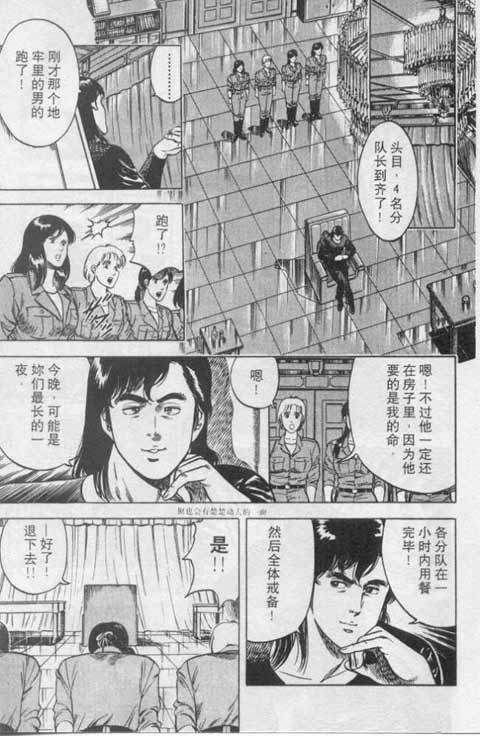 头目，4名分
队长到齐了！
………
刚才那个地
牢里的男的
跑了！
跑了!?
嗯！不过他一定还
在房子里，因为他
要的是我的命．
嗯！
今晚，可能是
妳们最长的一
夜．
各分队在一
小时内用餐
完毕！
然后全体戒备！
是!!
—好了！
退下去!!